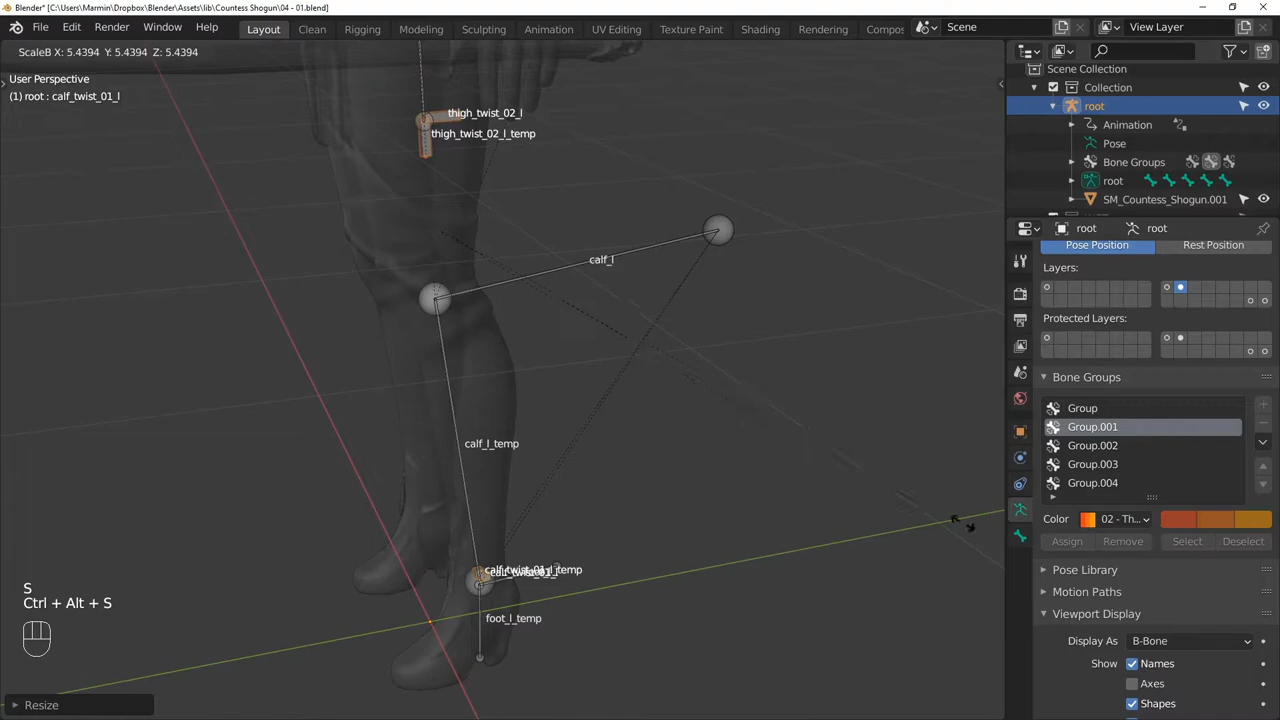 Blender* [C:\Users\Marmin\Dropbox\Blender\Assets\lib\Countess Shogun\04 - 01.blend]
File Edit Render Window Help Layout Clean Rigging Modeling Sculpting Animation UV Editing Texture Paint Shading Rendering Compos Scene View Layer
ScaleB X: 5.4394 Y: 5.4394 Z: 5.4394
User Perspective
(1) root : calf_twist_01_l
thigh_twist_02_l
thigh_twist_02_l_temp
calf_l
calf_l_temp
calf_twist_01_l_temp
foot_l_temp
S
Ctrl + Alt + S
Resize
Scene Collection
Collection
root
Animation
Pose
Bone Groups
root
SM_Countess_Shogun.001
root root
Pose Position Rest Position
Layers:
Protected Layers:
Bone Groups
Group
Group.001
Group.002
Group.003
Group.004
Color 02 - Th...
Assign Remove Select Deselect
Pose Library
Motion Paths
Viewport Display
Display As B-Bone
Show Names
Axes
Shapes